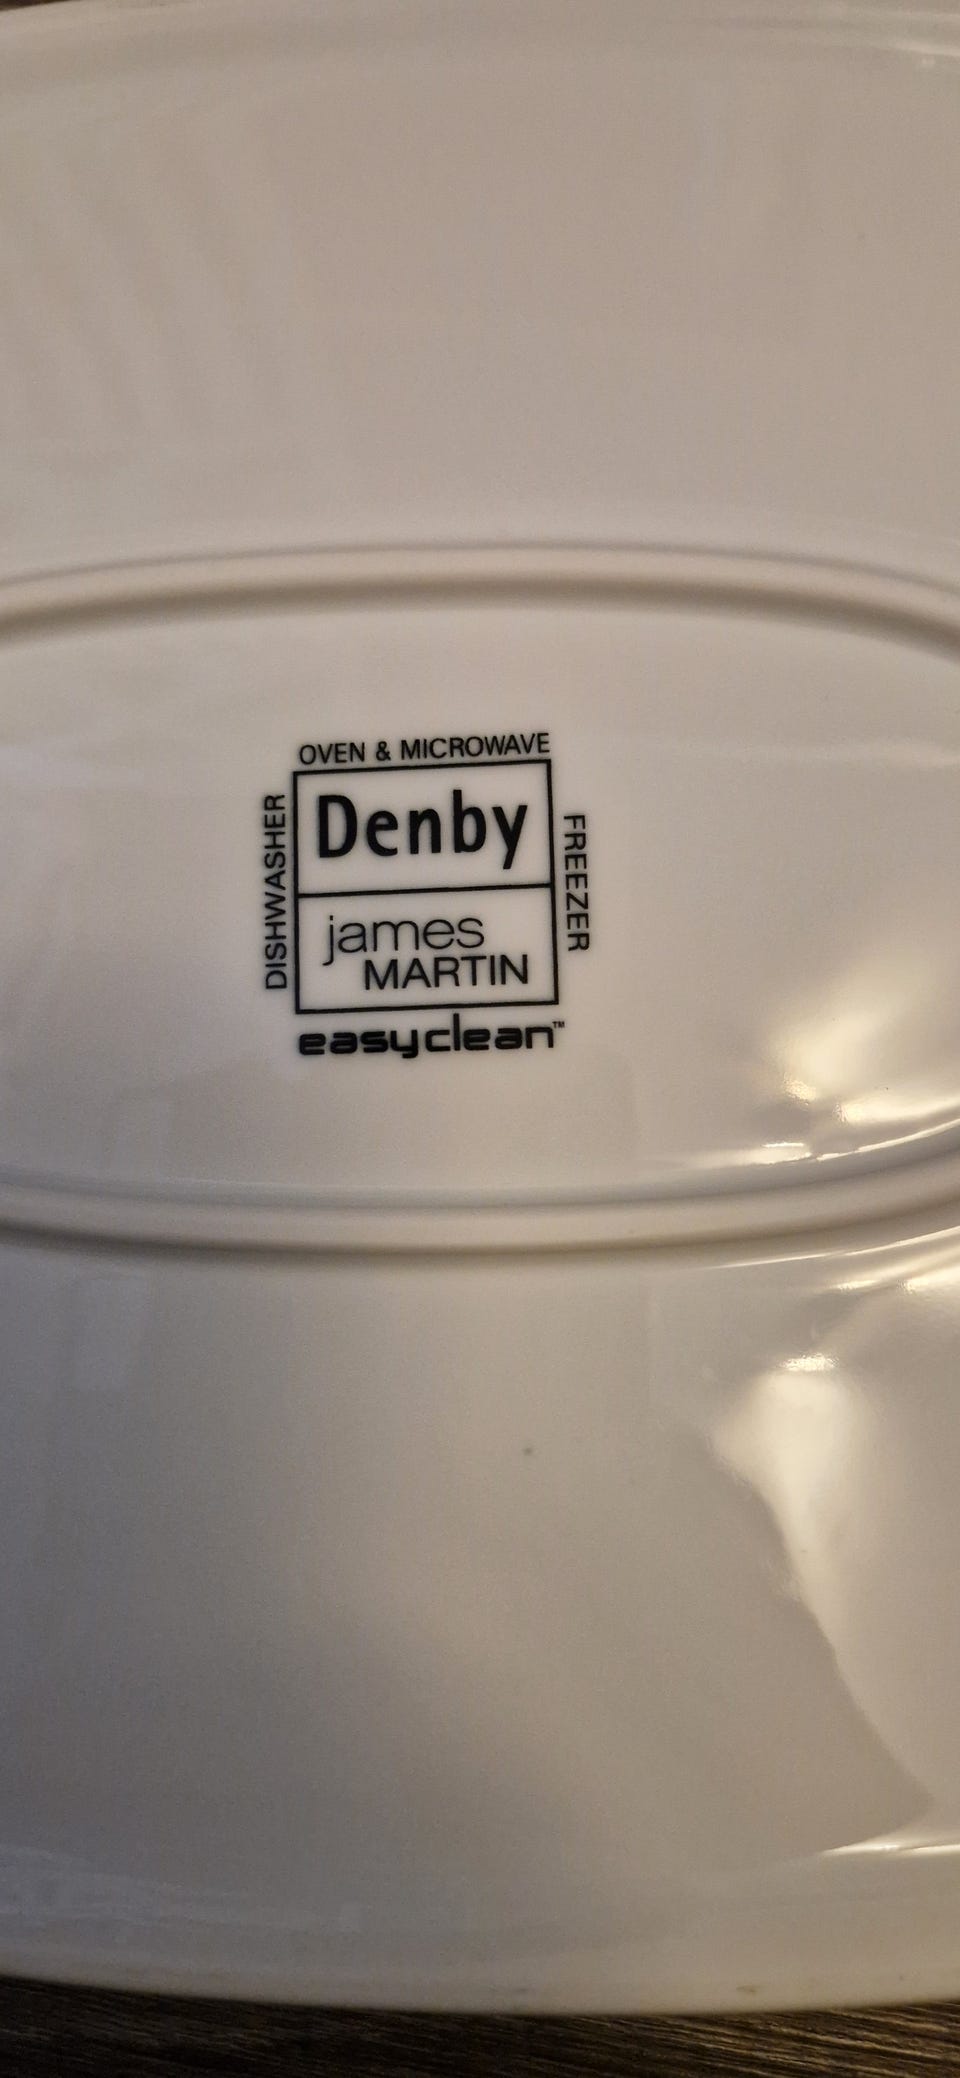 OVEN & MICROWAVE
DISHWASHER
Denby
james
MARTIN
FREEZER
easyclean™